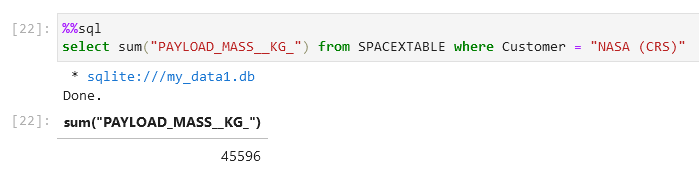 [22]: %%sql
select sum("PAYLOAD_MASS__KG_") from SPACEXTABLE where Customer = "NASA (CRS)"
* sqlite:///my_data1.db
Done.
[22]: sum("PAYLOAD_MASS__KG_")
45596